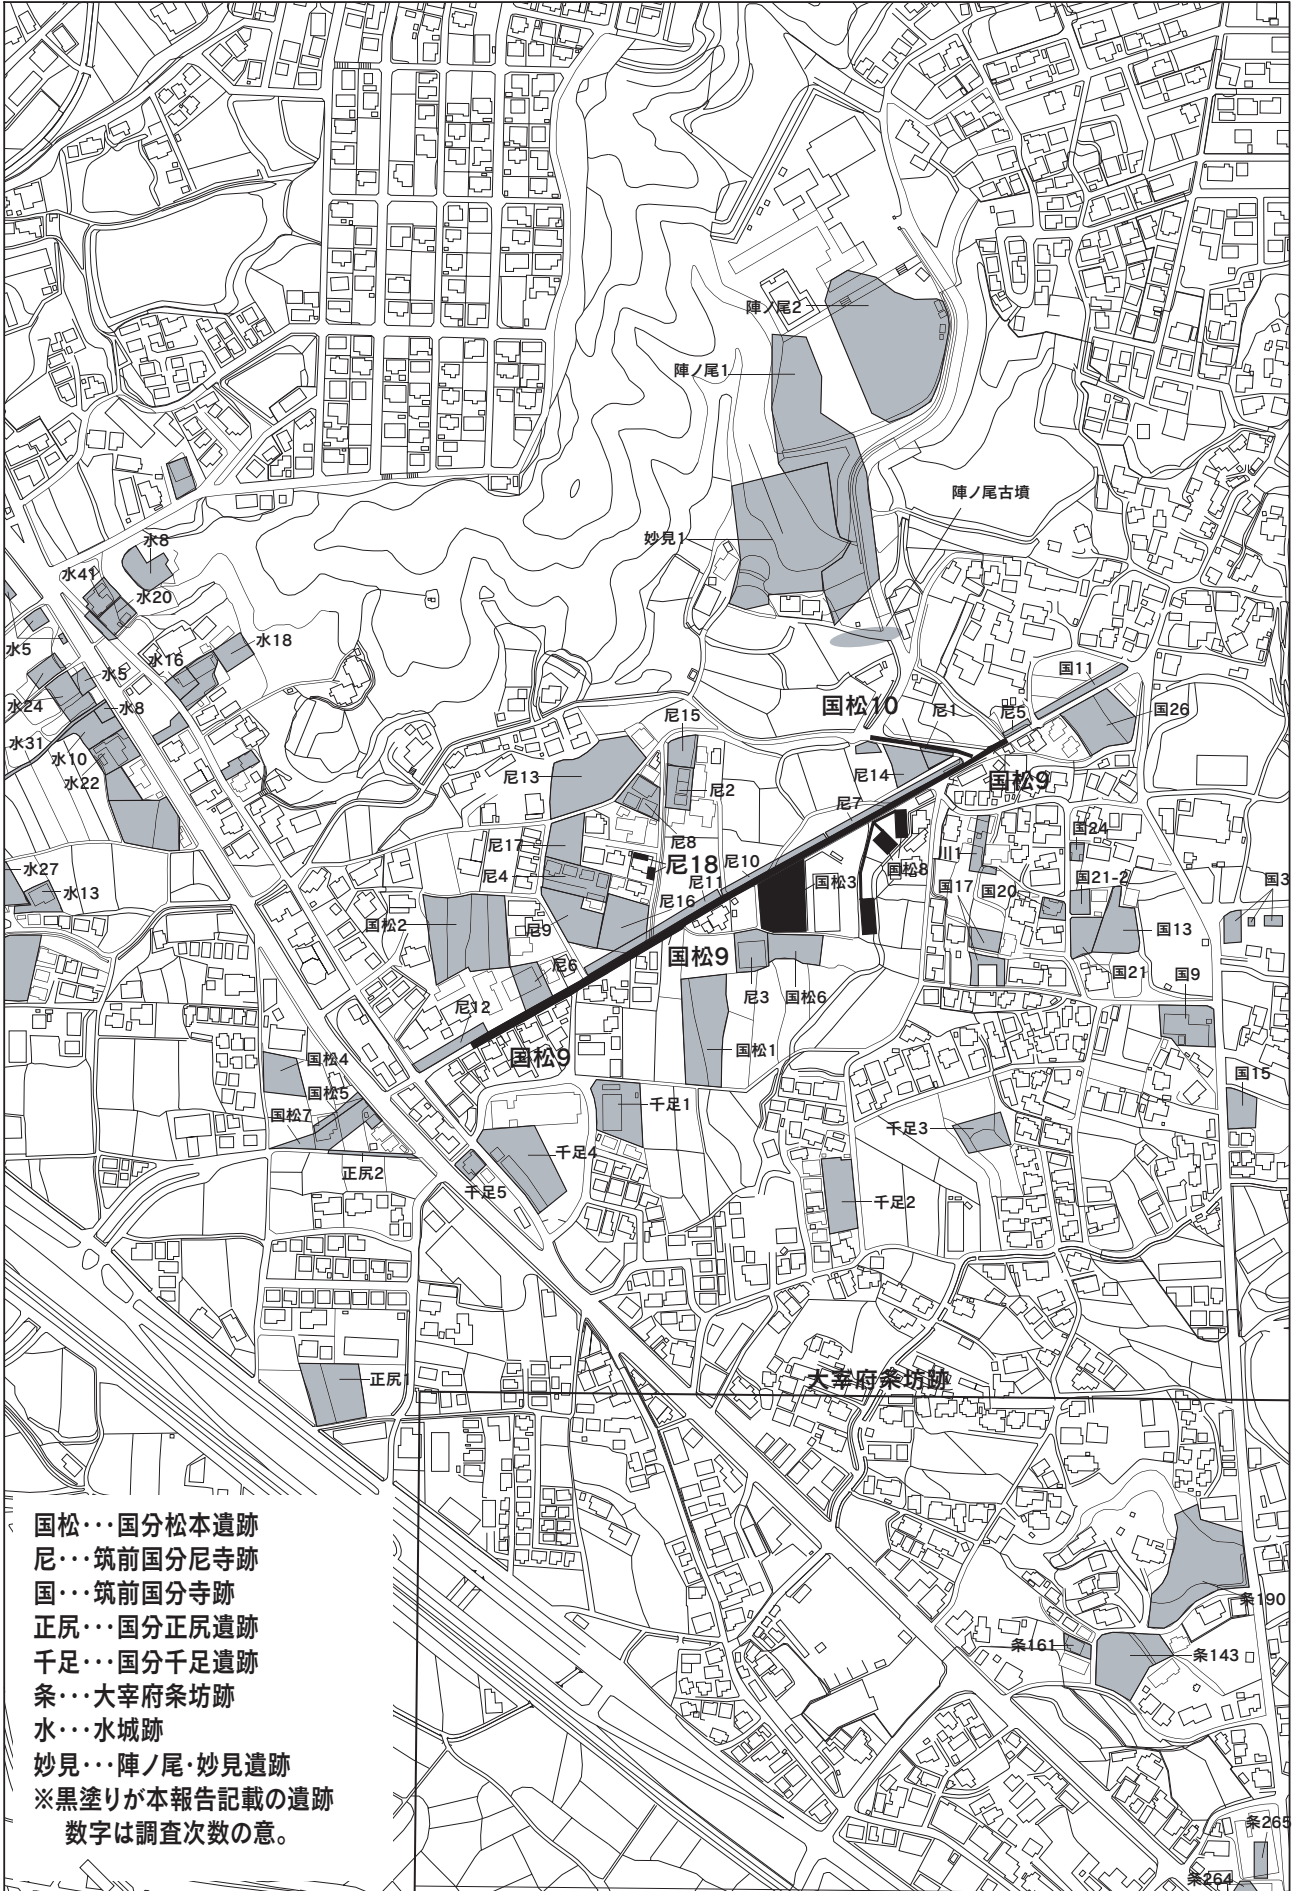 陣ノ尾2
陣ノ尾1
陣ノ尾古墳
妙見1
水8
水41
水20
水18
水5
水16
水5
水24
水8
水31
水10
水22
国11
国26
国松10
尼1
尼5
尼15
尼13
尼14
国松9
尼2
尼7
尼8
国24
尼17
川1
尼18
尼10
国松8
水27
尼4
尼11
国松3
国21-2
国3
水13
国17
国20
尼16
国松2
尼9
国13
国松9
尼6
国21
国9
尼3
国松6
尼12
国松1
国松9
国松4
国15
国松5
千足1
国松7
千足3
千足4
正尻2
千足5
千足2
正尻1
大宰府条坊跡
国松･･･国分松本遺跡
尼･･･筑前国分尼寺跡
国･･･筑前国分寺跡
正尻･･･国分正尻遺跡
千足･･･国分千足遺跡
条･･･大宰府条坊跡
水･･･水城跡
妙見･･･陣ノ尾･妙見遺跡
※黒塗りが本報告記載の遺跡
数字は調査次数の意。
条190
条161
条143
条265
条264